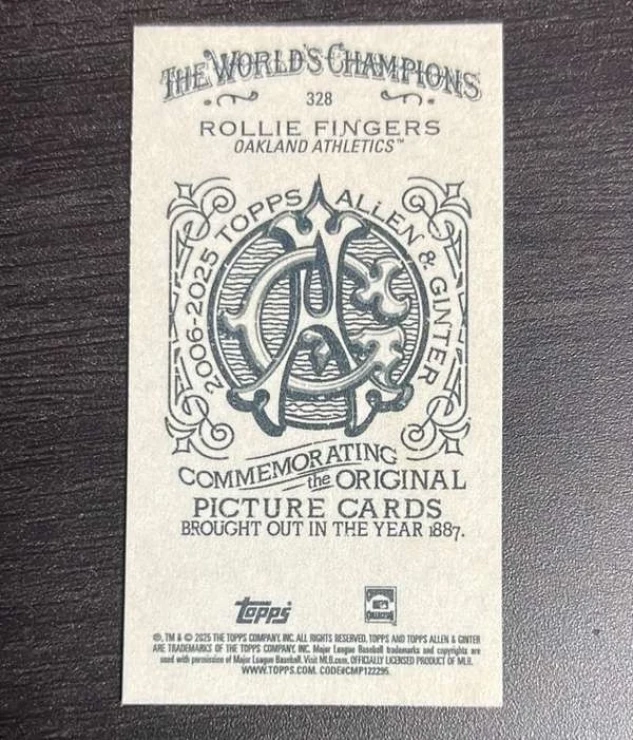 THE WORLD'S CHAMPIONS
328
ROLLIE FINGERS
OAKLAND ATHLETICS™
2006-2025 TOPPS ALLEN & GINTER
COMMEMORATING
the ORIGINAL
PICTURE CARDS
BROUGHT OUT IN THE YEAR 1887.
topps
®, TM & © 2025 THE TOPPS COMPANY, INC. ALL RIGHTS RESERVED. TOPPS AND TOPPS ALLEN & GINTER
ARE TRADEMARKS OF THE TOPPS COMPANY, INC. Major League Baseball trademarks and copyrights are
used with permission of Major League Baseball. Visit MLB.com. OFFICIALLY LICENSED PRODUCT OF MLB.
WWW.TOPPS.COM. CODE#CMP122295.